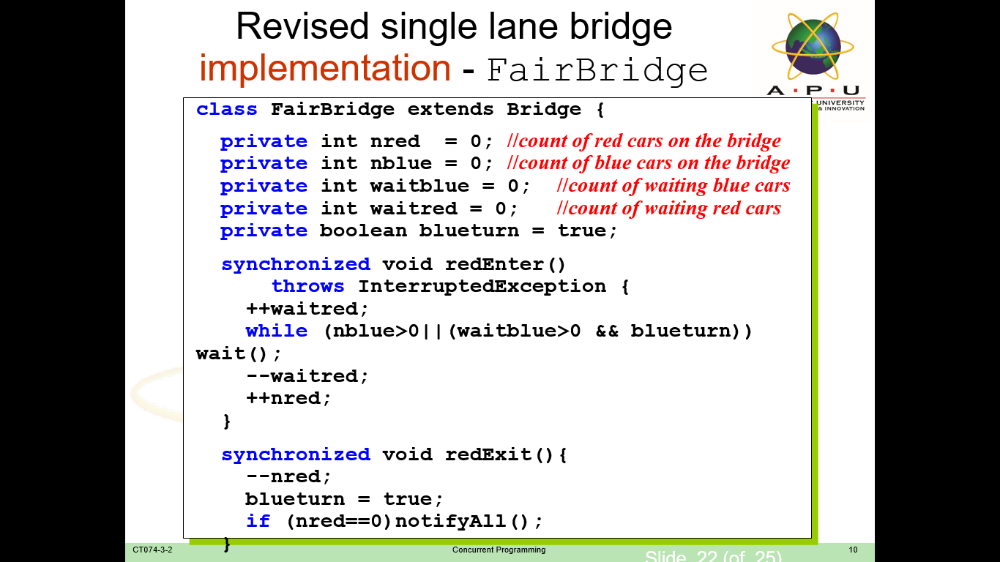 Revised single lane bridge
implementation - FairBridge
A · P · U
UNIVERSITY
& INNOVATION
class FairBridge extends Bridge {
private int nred  = 0; //count of red cars on the bridge
private int nblue = 0; //count of blue cars on the bridge
private int waitblue = 0;  //count of waiting blue cars
private int waitred = 0;   //count of waiting red cars
private boolean blueturn = true;
synchronized void redEnter()
throws InterruptedException {
++waitred;
while (nblue>0||(waitblue>0 && blueturn))
wait();
--waitred;
++nred;
}
synchronized void redExit(){
--nred;
blueturn = true;
if (nred==0)notifyAll();
}
CT074-3-2
Concurrent Programming
Slide 22 (of 25)
10